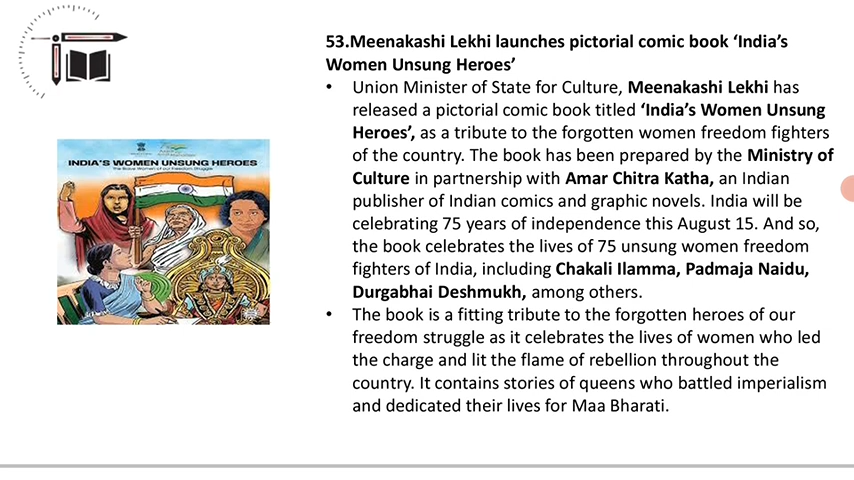 53.Meenakashi Lekhi launches pictorial comic book ‘India’s
Women Unsung Heroes’
• Union Minister of State for Culture, Meenakashi Lekhi has
released a pictorial comic book titled ‘India’s Women Unsung
Heroes’, as a tribute to the forgotten women freedom fighters
of the country. The book has been prepared by the Ministry of
Culture in partnership with Amar Chitra Katha, an Indian
publisher of Indian comics and graphic novels. India will be
celebrating 75 years of independence this August 15. And so,
the book celebrates the lives of 75 unsung women freedom
fighters of India, including Chakali Ilamma, Padmaja Naidu,
Durgabhai Deshmukh, among others.
• The book is a fitting tribute to the forgotten heroes of our
freedom struggle as it celebrates the lives of women who led
the charge and lit the flame of rebellion throughout the
country. It contains stories of queens who battled imperialism
and dedicated their lives for Maa Bharati.
INDIA'S WOMEN UNSUNG HEROES
The Brave Women of our Freedom Struggle